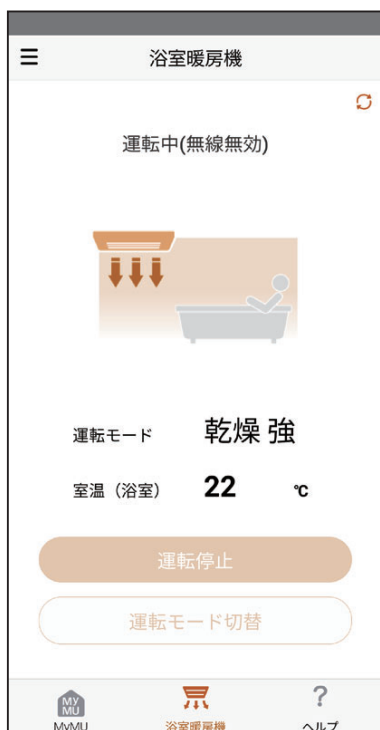 浴室暖房機
運転中(無線無効)
運転モード 乾燥 強
室温（浴室） 22 ℃
運転停止
運転モード切替
MY
MU
?
MyMU 浴室暖房機 ヘルプ